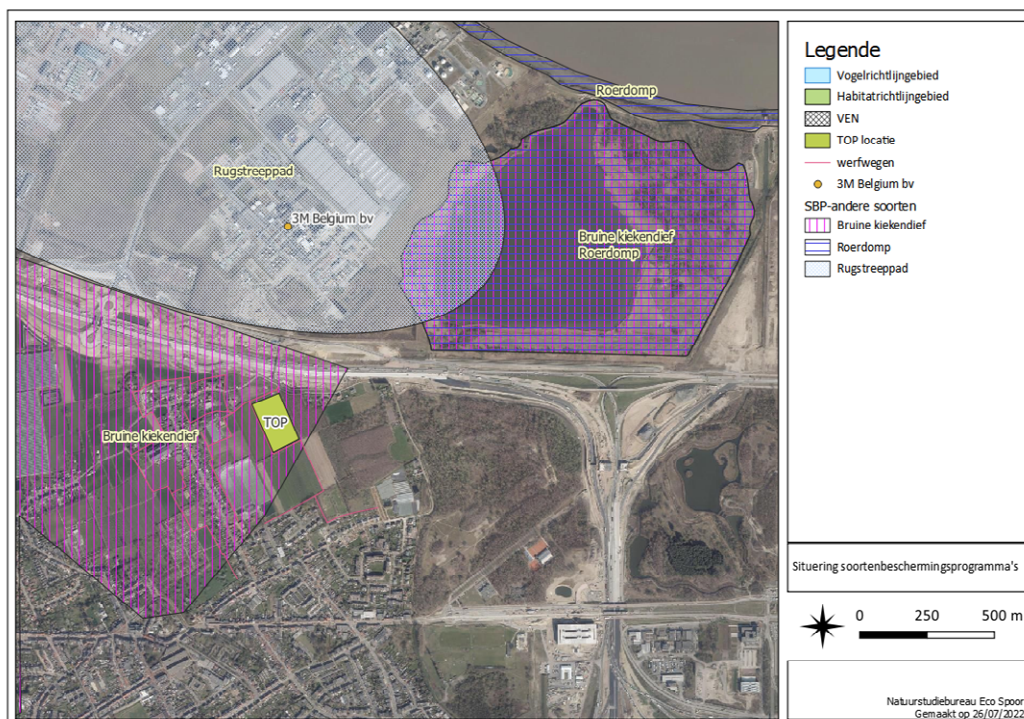 Roerdomp
Rugstreeppad
3M Belgium bv
Bruine kiekendief
Roerdomp
TOP
Bruine kiekendief
Legende
Vogelrichtlijngebied
Habitatrichtlijngebied
VEN
TOP locatie
werfwegen
3M Belgium bv
SBP-andere soorten
Bruine kiekendief
Roerdomp
Rugstreeppad
Situering soortenbeschermingsprogramma's
0 250 500 m
Natuurstudiebureau Eco Spoor
Gemaakt op 26/07/2022